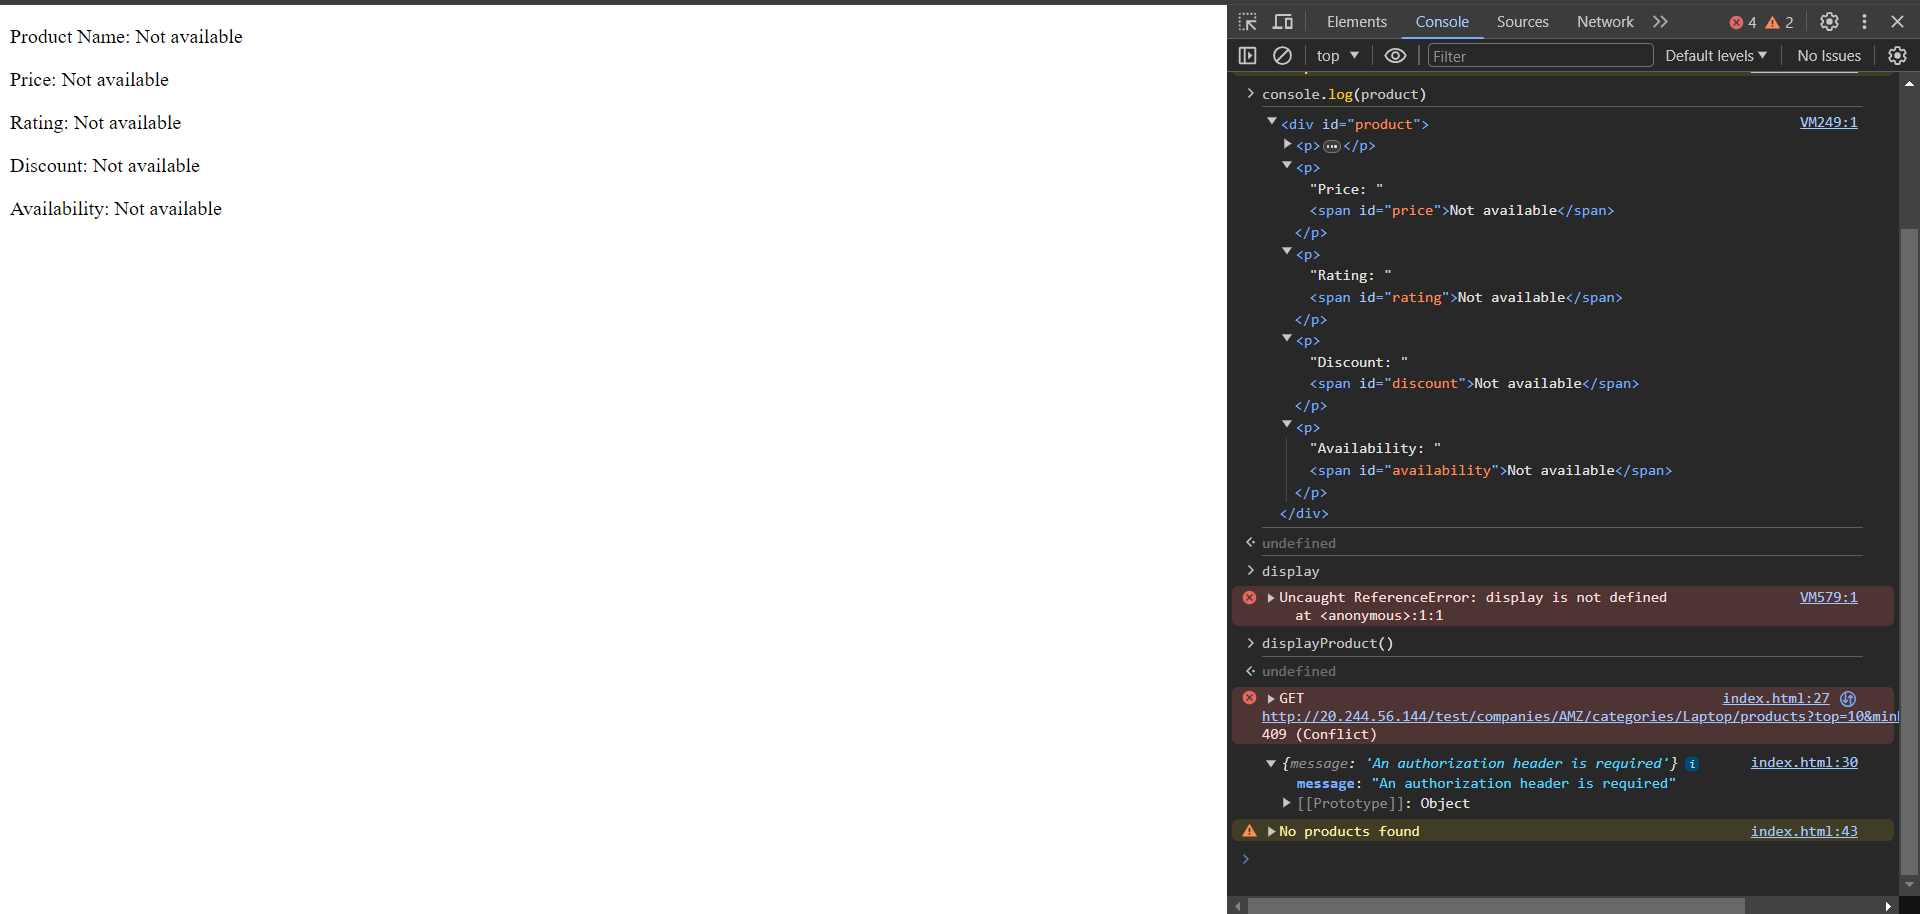 Product Name: Not available
Price: Not available
Rating: Not available
Discount: Not available
Availability: Not available
Elements Console Sources Network 4 2
top Filter Default levels No Issues
console.log(product)
<div id="product"> VM249:1
<p>…</p>
<p>
"Price: "
<span id="price">Not available</span>
</p>
<p>
"Rating: "
<span id="rating">Not available</span>
</p>
<p>
"Discount: "
<span id="discount">Not available</span>
</p>
<p>
"Availability: "
<span id="availability">Not available</span>
</p>
</div>
undefined
display
Uncaught ReferenceError: display is not defined VM579:1
at <anonymous>:1:1
displayProduct()
undefined
GET index.html:27
http://20.244.56.144/test/companies/AMZ/categories/Laptop/products?top=10&min
409 (Conflict)
{message: 'An authorization header is required'} i index.html:30
message: "An authorization header is required"
[[Prototype]]: Object
No products found index.html:43